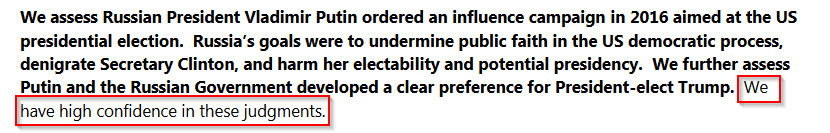 We assess Russian President Vladimir Putin ordered an influence campaign in 2016 aimed at the US
presidential election. Russia's goals were to undermine public faith in the US democratic process,
denigrate Secretary Clinton, and harm her electability and potential presidency. We further assess
Putin and the Russian Government developed a clear preference for President-elect Trump. We
have high confidence in these judgments.